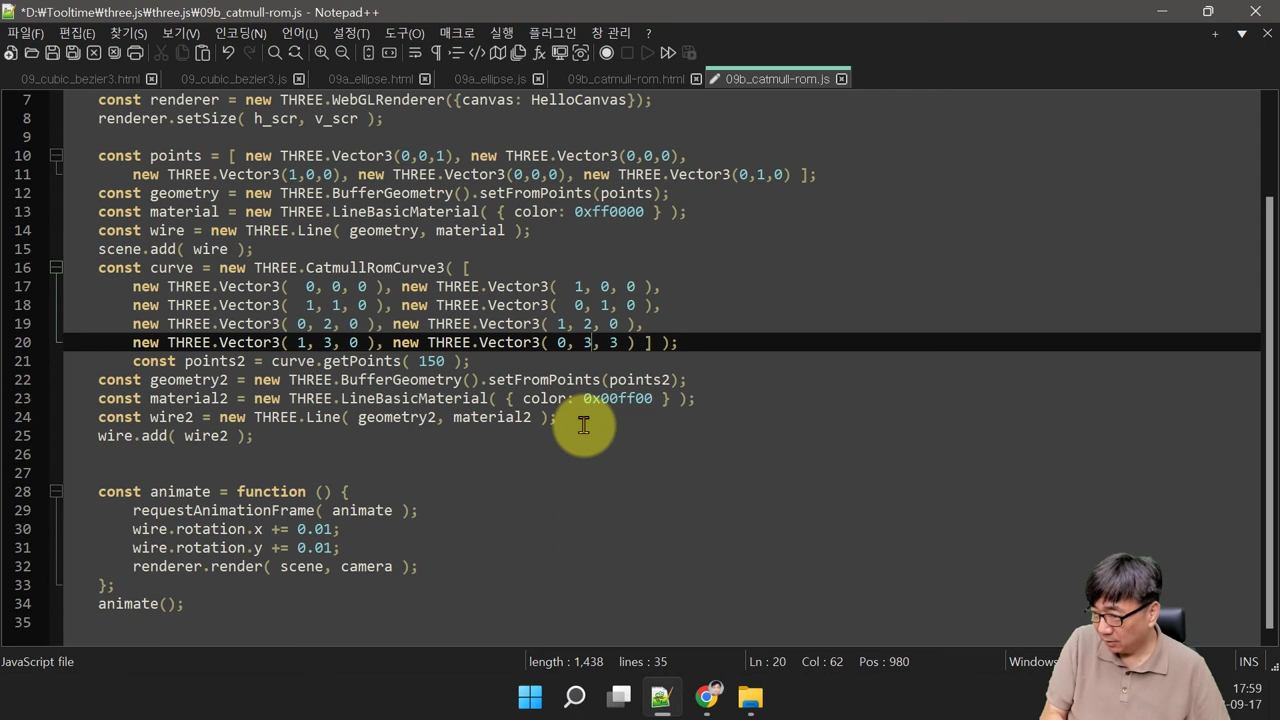 *D:₩Tooltime₩three.js₩three.js₩09b_catmull-rom.js - Notepad++
파일(F) 편집(E) 찾기(S) 보기(V) 인코딩(N) 언어(L) 설정(T) 도구(O) 매크로 실행 플러그인 창 관리 ?
09_cubic_bezier3.html 09_cubic_bezier3.js 09a_ellipse.html 09a_ellipse.js 09b_catmull-rom.html 09b_catmull-rom.js
7 const renderer = new THREE.WebGLRenderer({canvas: HelloCanvas});
8 renderer.setSize( h_scr, v_scr );
9
10 const points = [ new THREE.Vector3(0,0,1), new THREE.Vector3(0,0,0),
11 new THREE.Vector3(1,0,0), new THREE.Vector3(0,0,0), new THREE.Vector3(0,1,0) ];
12 const geometry = new THREE.BufferGeometry().setFromPoints(points);
13 const material = new THREE.LineBasicMaterial( { color: 0xff0000 } );
14 const wire = new THREE.Line( geometry, material );
15 scene.add( wire );
16 const curve = new THREE.CatmullRomCurve3( [
17 new THREE.Vector3( 0, 0, 0 ), new THREE.Vector3( 1, 0, 0 ),
18 new THREE.Vector3( 1, 1, 0 ), new THREE.Vector3( 0, 1, 0 ),
19 new THREE.Vector3( 0, 2, 0 ), new THREE.Vector3( 1, 2, 0 ),
20 new THREE.Vector3( 1, 3, 0 ), new THREE.Vector3( 0, 3, 3 ) ] );
21 const points2 = curve.getPoints( 150 );
22 const geometry2 = new THREE.BufferGeometry().setFromPoints(points2);
23 const material2 = new THREE.LineBasicMaterial( { color: 0x00ff00 } );
24 const wire2 = new THREE.Line( geometry2, material2 );
25 wire.add( wire2 );
26
27
28 const animate = function () {
29 requestAnimationFrame( animate );
30 wire.rotation.x += 0.01;
31 wire.rotation.y += 0.01;
32 renderer.render( scene, camera );
33 };
34 animate();
35
JavaScript file length : 1,438 lines : 35 Ln : 20 Col : 62 Pos : 980 Windows INS
17:59
-09-17